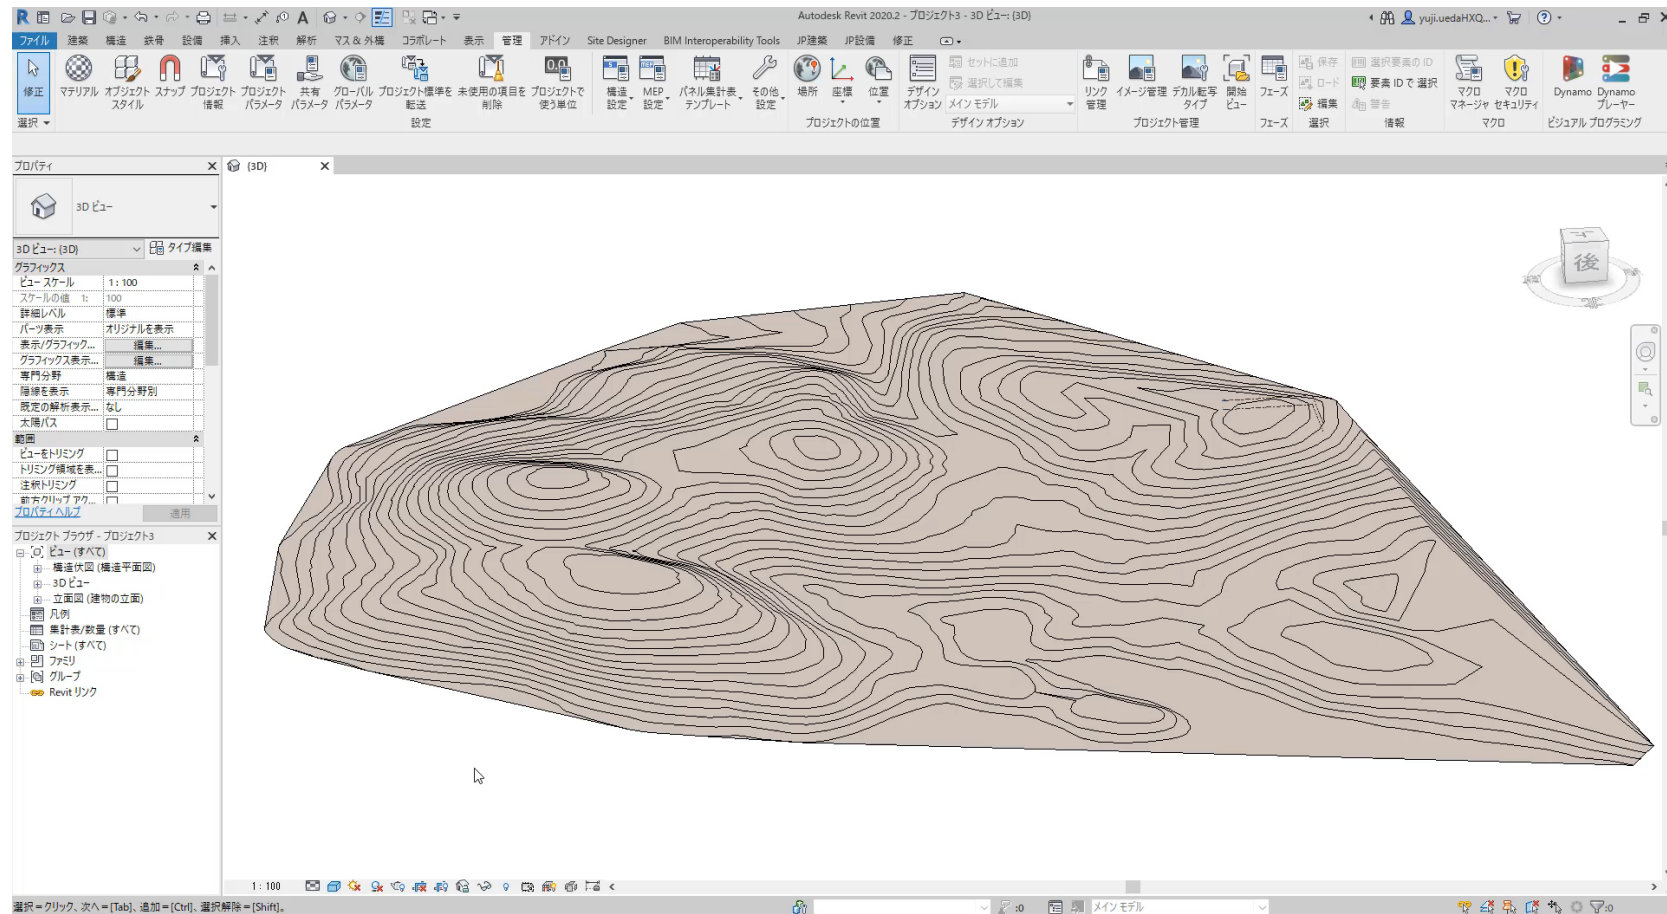 Autodesk Revit 2020.2 - プロジェクト3 - 3D ビュー: {3D}
yuji.uedaHXQ...
ファイル 建築 構造 鉄骨 設備 挿入 注釈 解析 マス & 外構 コラボレート 表示 管理 アドイン Site Designer BIM Interoperability Tools JP建築 JP設備 修正
修正 マテリアル オブジェクト スタイル スナップ プロジェクト 情報 プロジェクト パラメータ 共有 パラメータ グローバル パラメータ プロジェクト標準を 転送 未使用の項目を 削除 プロジェクトで 使う単位 構造 設定 MEP 設定 パネル集計表 テンプレート その他 設定 場所 座標 位置 デザイン オプション
セットに追加
選択して編集
メイン モデル
リンク 管理 イメージ管理 デカル転写 タイプ 開始 ビュー フェーズ
保存
ロード
編集
選択要素の ID
要素 ID で 選択
警告
マクロ マネージャ マクロ セキュリティ Dynamo Dynamo プレーヤー
選択 設定 プロジェクトの位置 デザイン オプション プロジェクト管理 フェーズ 選択 情報 マクロ ビジュアル プログラミング
プロパティ
{3D}
3D ビュー
3D ビュー: {3D} タイプ編集
グラフィックス
ビュー スケール 1 : 100
スケールの値 1: 100
詳細レベル 標準
パーツ表示 オリジナルを表示
表示/グラフィック... 編集...
グラフィックス表示... 編集...
専門分野 構造
隠線を表示 専門分野別
既定の解析表示... なし
太陽パス
範囲
ビューをトリミング
トリミング領域を表...
注釈トリミング
前方クリップ アク...
プロパティ ヘルプ 適用
プロジェクト ブラウザ - プロジェクト3
ビュー (すべて)
構造伏図 (構造平面図)
3D ビュー
立面図 (建物の立面)
凡例
集計表/数量 (すべて)
シート (すべて)
ファミリ
グループ
Revit リンク
後
1 : 100
選択 = クリック、次へ = [Tab]、追加 = [Ctrl]、選択解除 = [Shift]。
:0
メイン モデル
:0